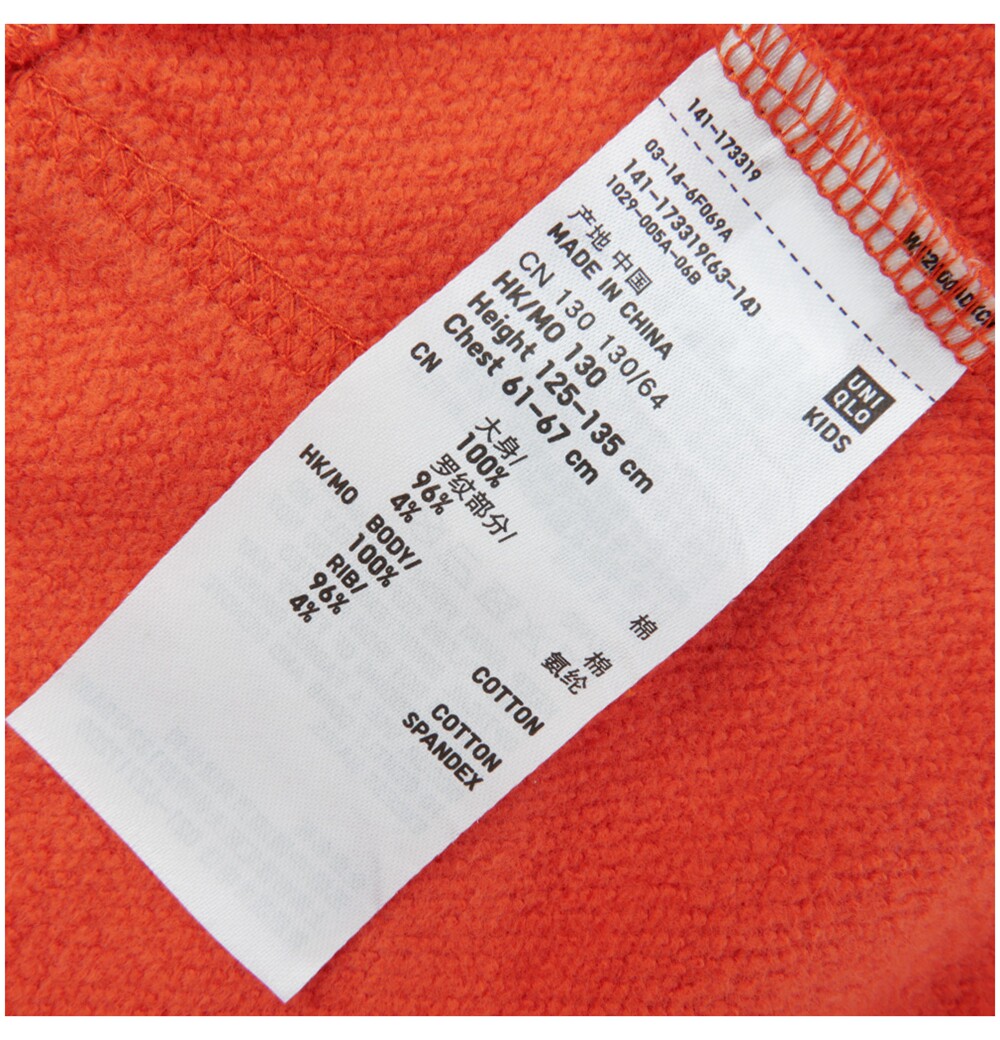 141-173319
03-14-6F069A
141-173319(63-14)
1029-005A-06B
UNI
QLO
KIDS
产地 中国
MADE IN CHINA
CN 130 130/64
HK/MO 130
Height 125-135 cm
Chest 61-67 cm
CN
大身/
100% 棉
罗纹部分/
96% 棉
4% 氨纶
HK/MO
BODY/
100% COTTON
RIB/
96% COTTON
4% SPANDEX